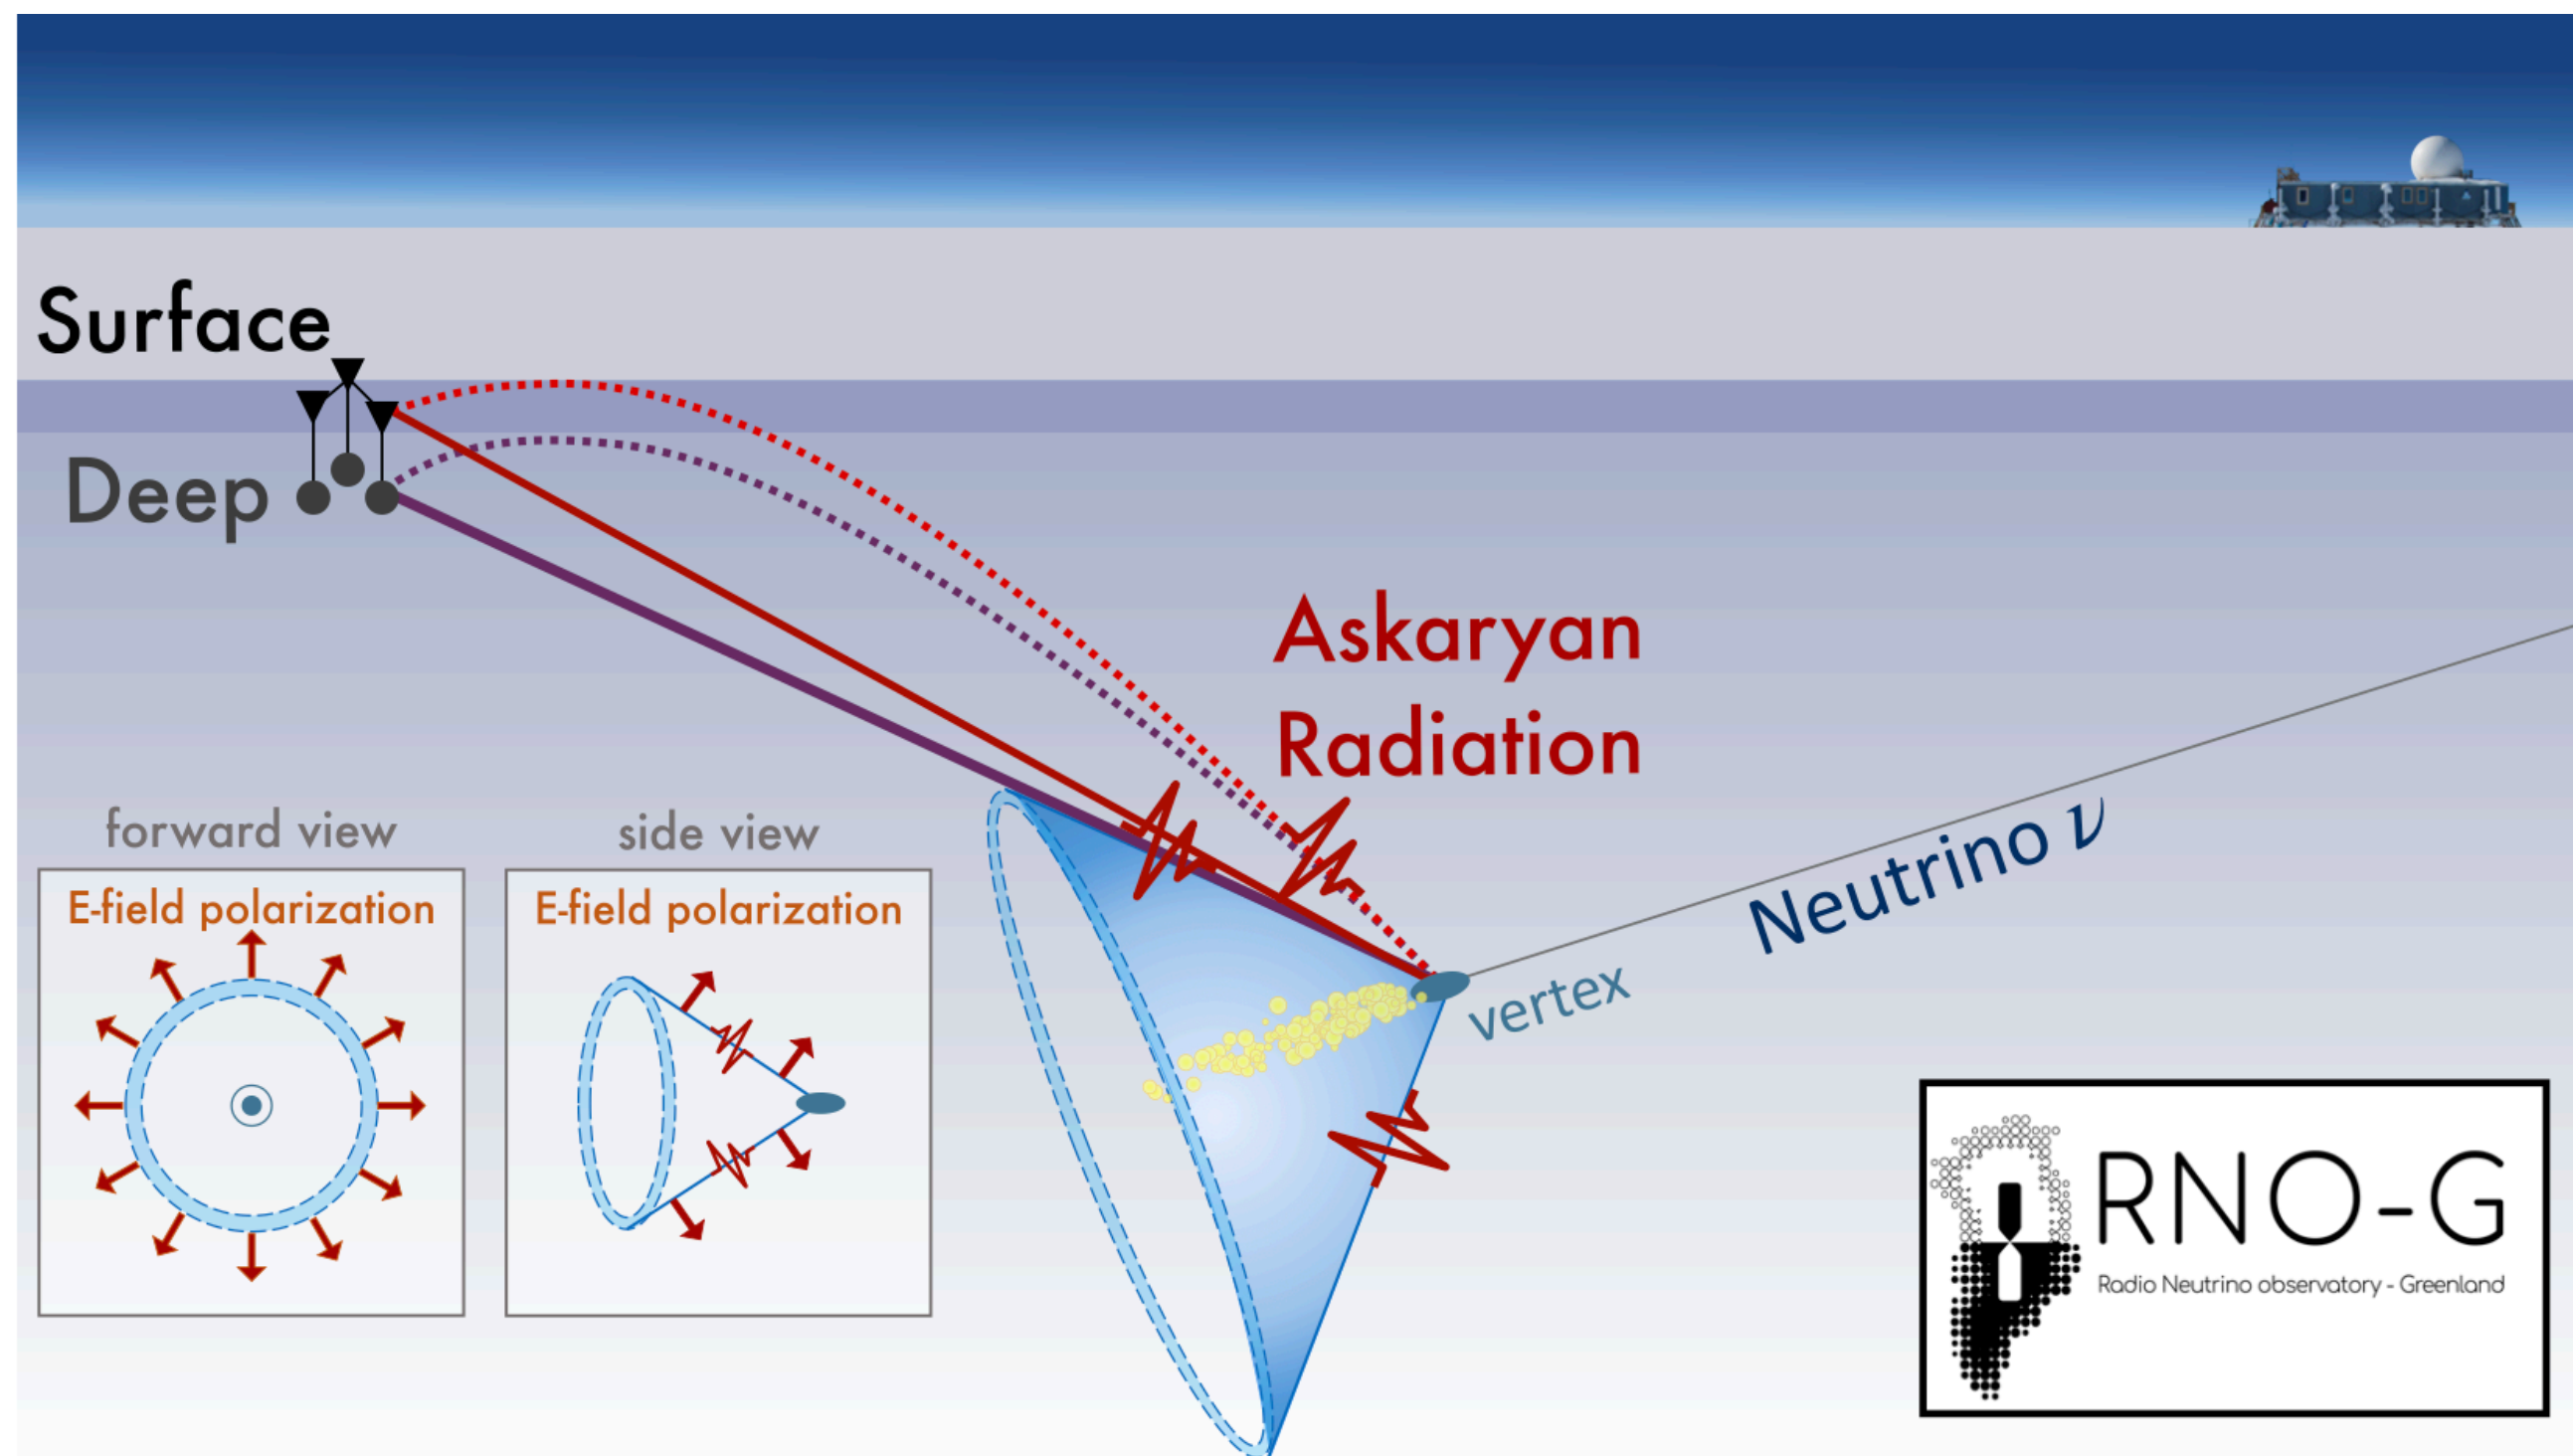 Surface
Deep
Askaryan
Radiation
Neutrino ν
vertex
forward view
side view
E-field polarization
E-field polarization
RNO-G
Radio Neutrino observatory - Greenland